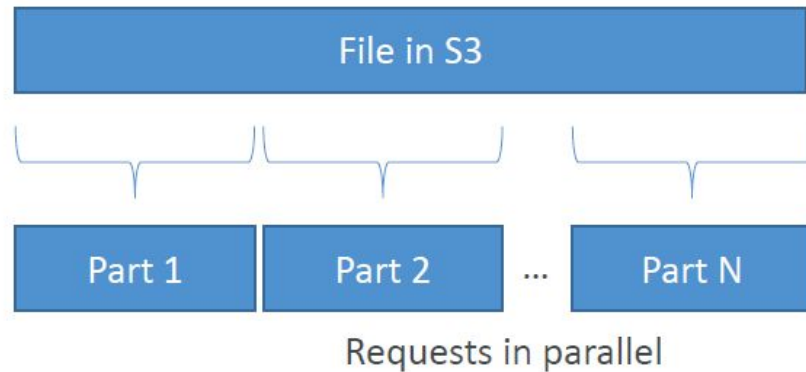 File in S3
Part 1 Part 2 ... Part N
Requests in parallel